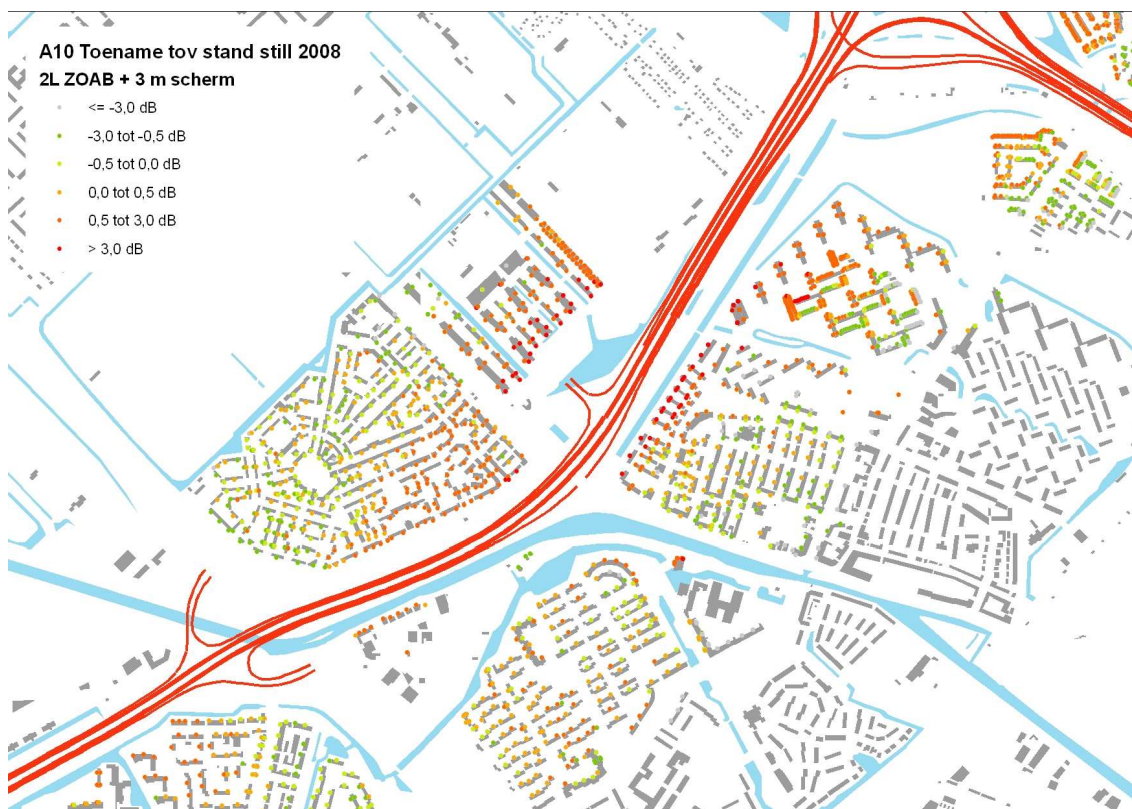 A10 Toename tov stand still 2008
2L ZOAB + 3 m scherm
<= -3,0 dB
-3,0 tot -0,5 dB
-0,5 tot 0,0 dB
0,0 tot 0,5 dB
0,5 tot 3,0 dB
> 3,0 dB